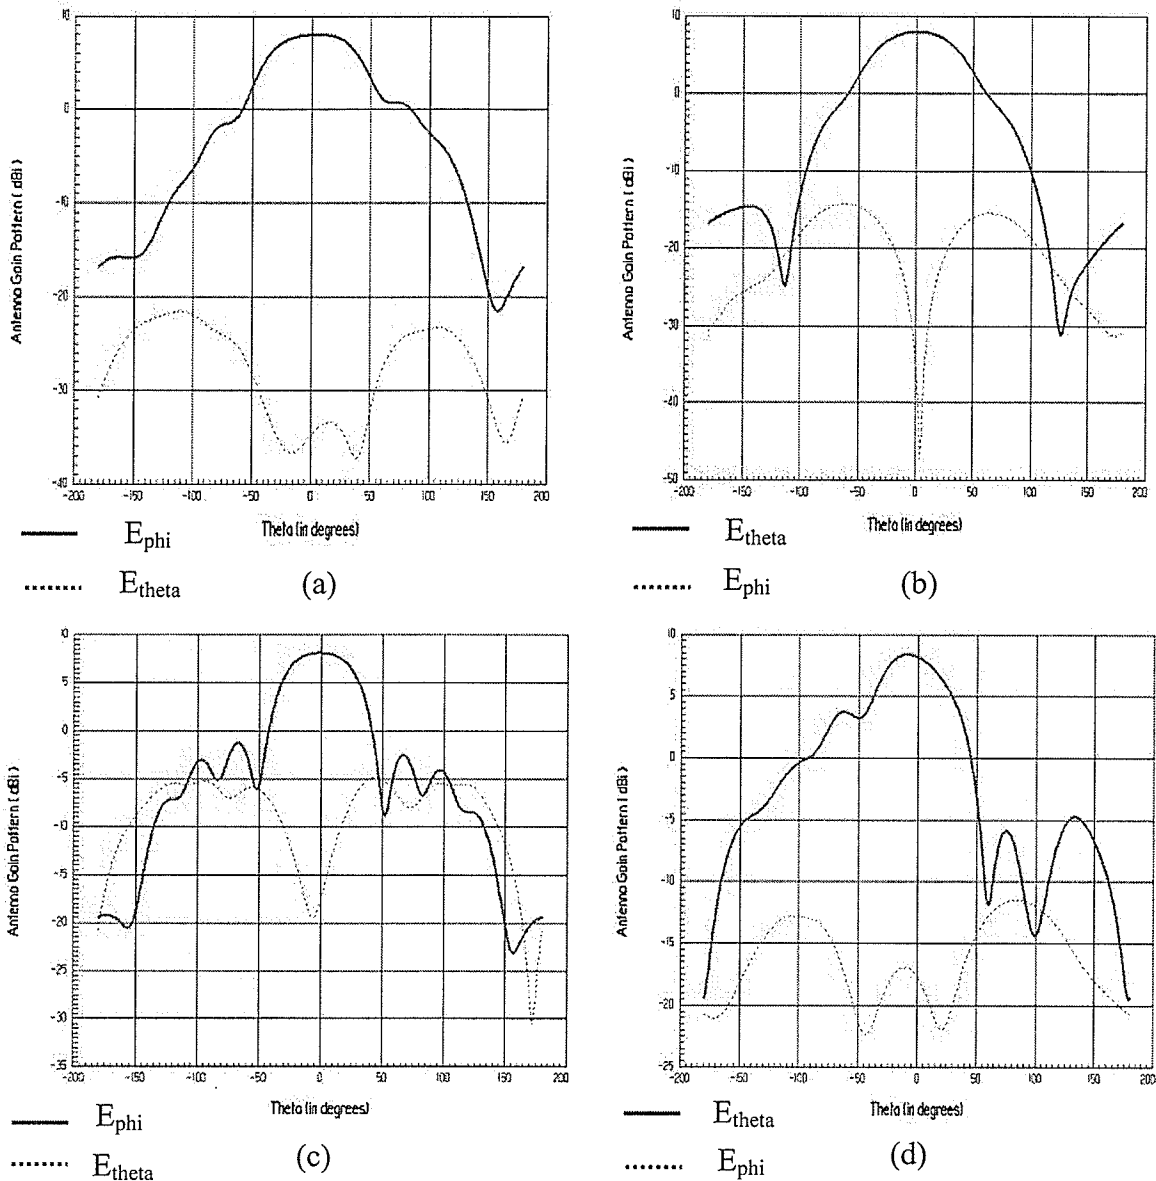 10
0
-10
-20
-30
-40
-200 -150 -100 -50 0 50 100 150 200
Antenna Gain Pattern ( dBi )
Theta (in degrees)
E_phi
E_theta
(a)
10
0
-10
-20
-30
-40
-50
-200 -150 -100 -50 0 50 100 150 200
Antenna Gain Pattern ( dBi )
Theta (in degrees)
E_theta
E_phi
(b)
10
5
0
-5
-10
-15
-20
-25
-30
-35
-200 -150 -100 -50 0 50 100 150 200
Antenna Gain Pattern ( dBi )
Theta (in degrees)
E_phi
E_theta
(c)
10
5
0
-5
-10
-15
-20
-25
-200 -150 -100 -50 0 50 100 150 200
Antenna Gain Pattern ( dBi )
Theta (in degrees)
E_theta
E_phi
(d)